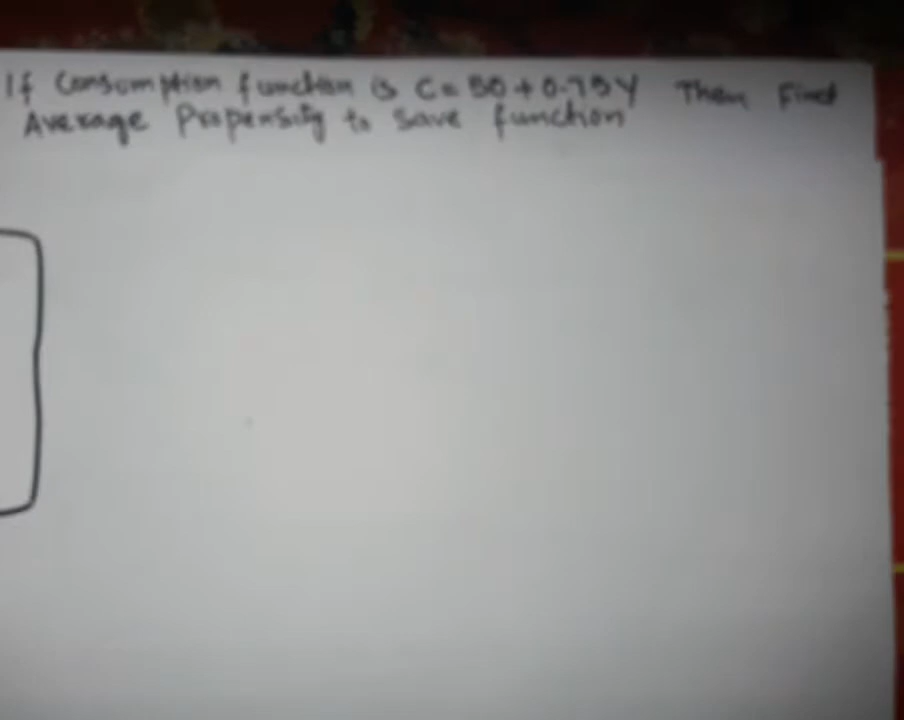 If Consumption function is C = 50 + 0.75Y Then Find
Average Propensity to Save function